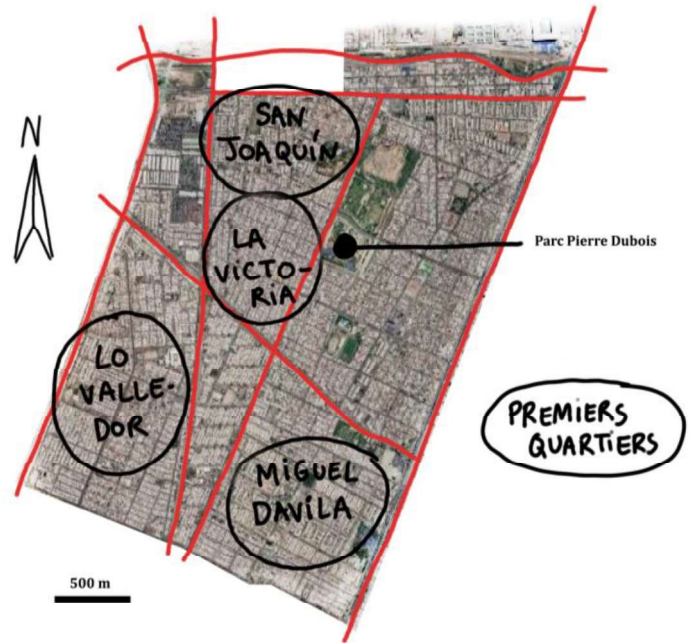 N
SAN
JOAQUÍN
LA
VICTO-
RIA
Parc Pierre Dubois
LO
VALLE-
DOR
PREMIERS
QUARTIERS
MIGUEL
DAVILA
500 m